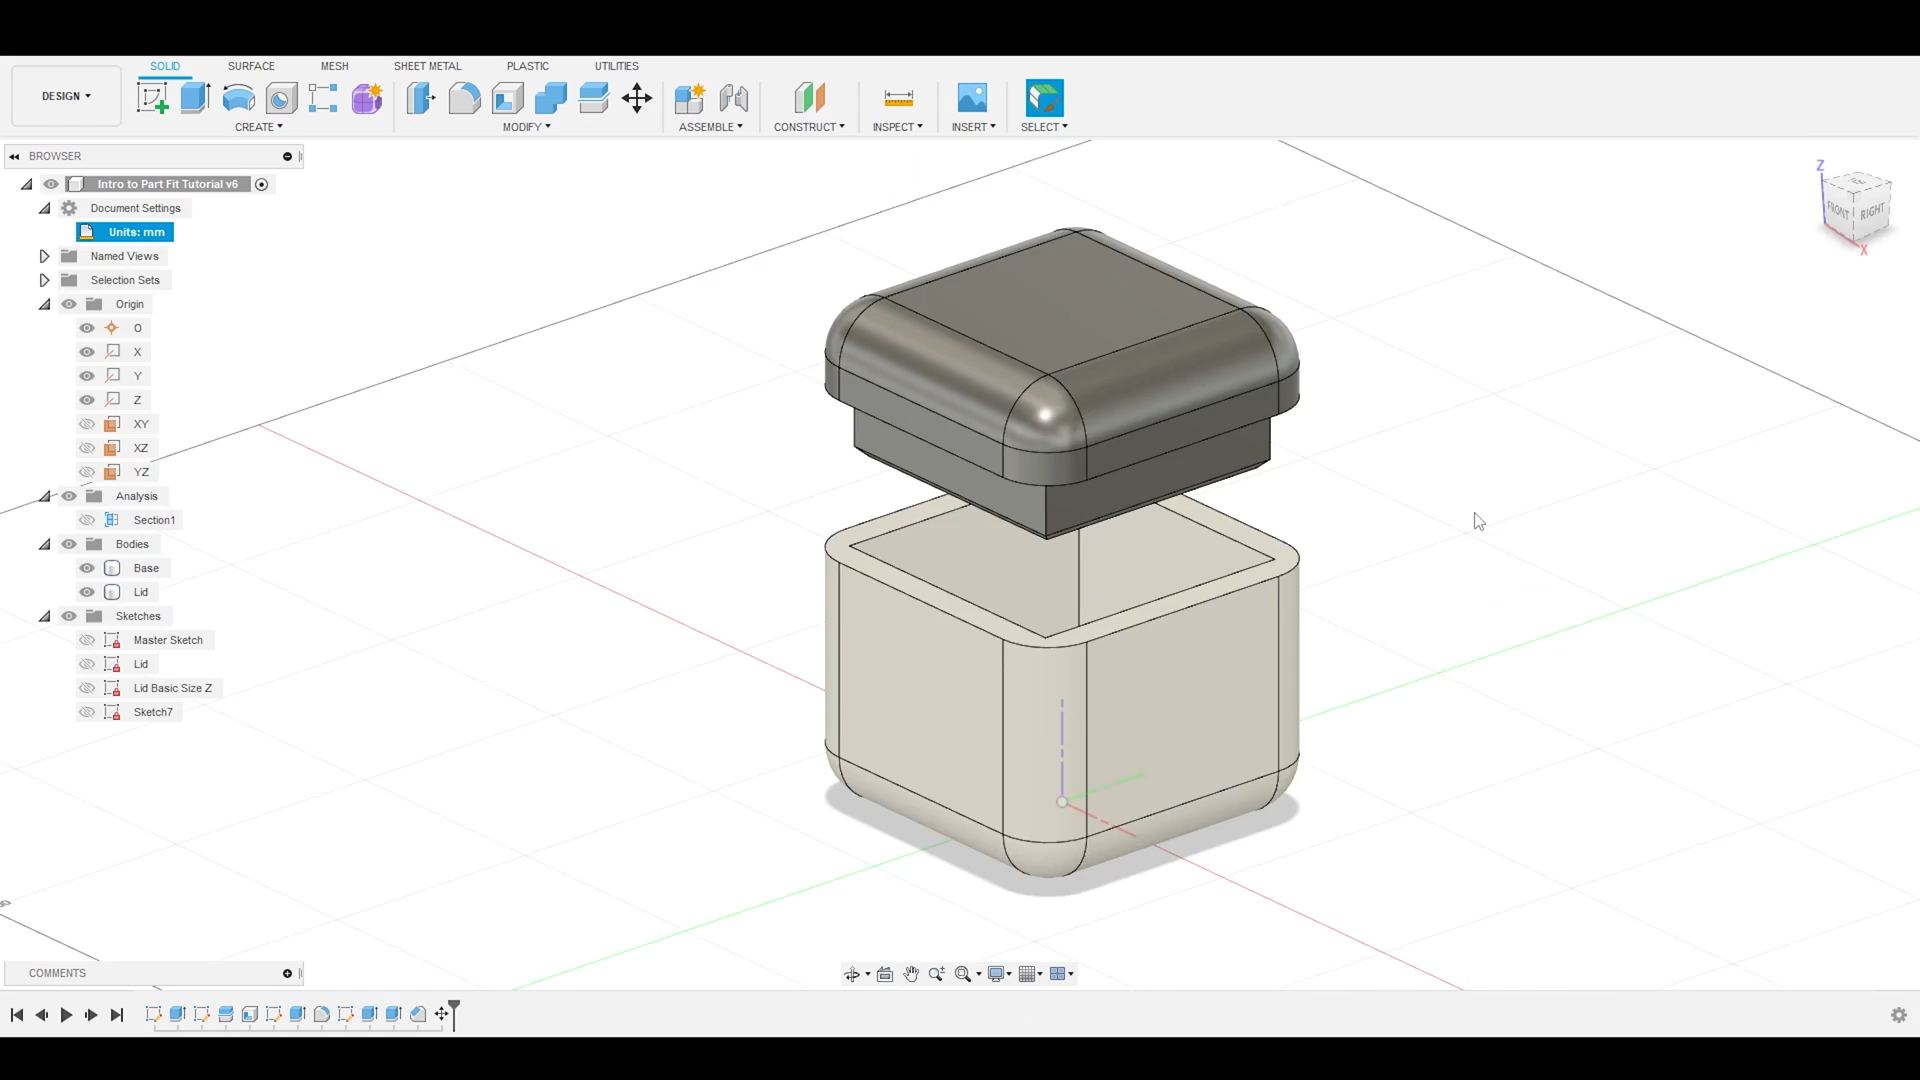 SOLID SURFACE MESH SHEET METAL PLASTIC UTILITIES
DESIGN
CREATE MODIFY ASSEMBLE CONSTRUCT INSPECT INSERT SELECT
BROWSER
Intro to Part Fit Tutorial v6
Document Settings
Units: mm
Named Views
Selection Sets
Origin
O
X
Y
Z
XY
XZ
YZ
Analysis
Section1
Bodies
Base
Lid
Sketches
Master Sketch
Lid
Lid Basic Size Z
Sketch7
Z
TOP
FRONT RIGHT
X
COMMENTS